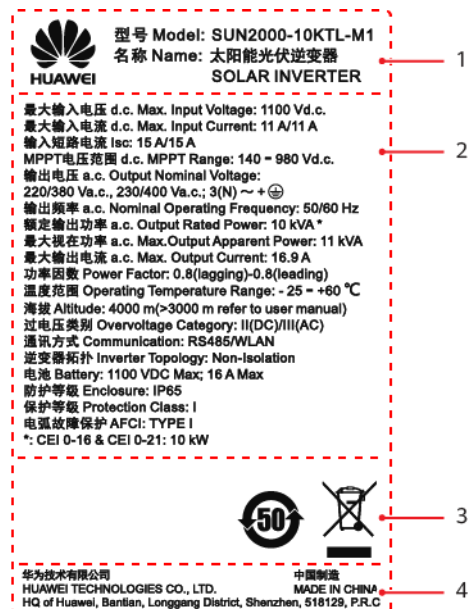 HUAWEI
型号 Model: SUN2000-10KTL-M1
名称 Name: 太阳能光伏逆变器
SOLAR INVERTER
1
最大输入电压 d.c. Max. Input Voltage: 1100 Vd.c.
最大输入电流 d.c. Max. Input Current: 11 A/11 A
输入短路电流 Isc: 15 A/15 A
MPPT电压范围 d.c. MPPT Range: 140 - 980 Vd.c.
输出电压 a.c. Output Nominal Voltage:
220/380 Va.c., 230/400 Va.c.; 3(N) ~ +
输出频率 a.c. Nominal Operating Frequency: 50/60 Hz
额定输出功率 a.c. Output Rated Power: 10 kVA *
最大视在功率 a.c. Max.Output Apparent Power: 11 kVA
最大输出电流 a.c. Max. Output Current: 16.9 A
功率因数 Power Factor: 0.8(lagging)-0.8(leading)
温度范围 Operating Temperature Range: - 25 - +60 ℃
海拔 Altitude: 4000 m(>3000 m refer to user manual)
过电压类别 Overvoltage Category: II(DC)/III(AC)
通讯方式 Communication: RS485/WLAN
逆变器拓扑 Inverter Topology: Non-Isolation
电池 Battery: 1100 VDC Max; 16 A Max
防护等级 Enclosure: IP65
保护等级 Protection Class: I
电弧故障保护 AFCI: TYPE I
*: CEI 0-16 & CEI 0-21: 10 kW
2
50
3
华为技术有限公司 中国制造
HUAWEI TECHNOLOGIES CO., LTD. MADE IN CHINA
HQ of Huawei, Bantian, Longgang District, Shenzhen, 518129, P.R.C
4